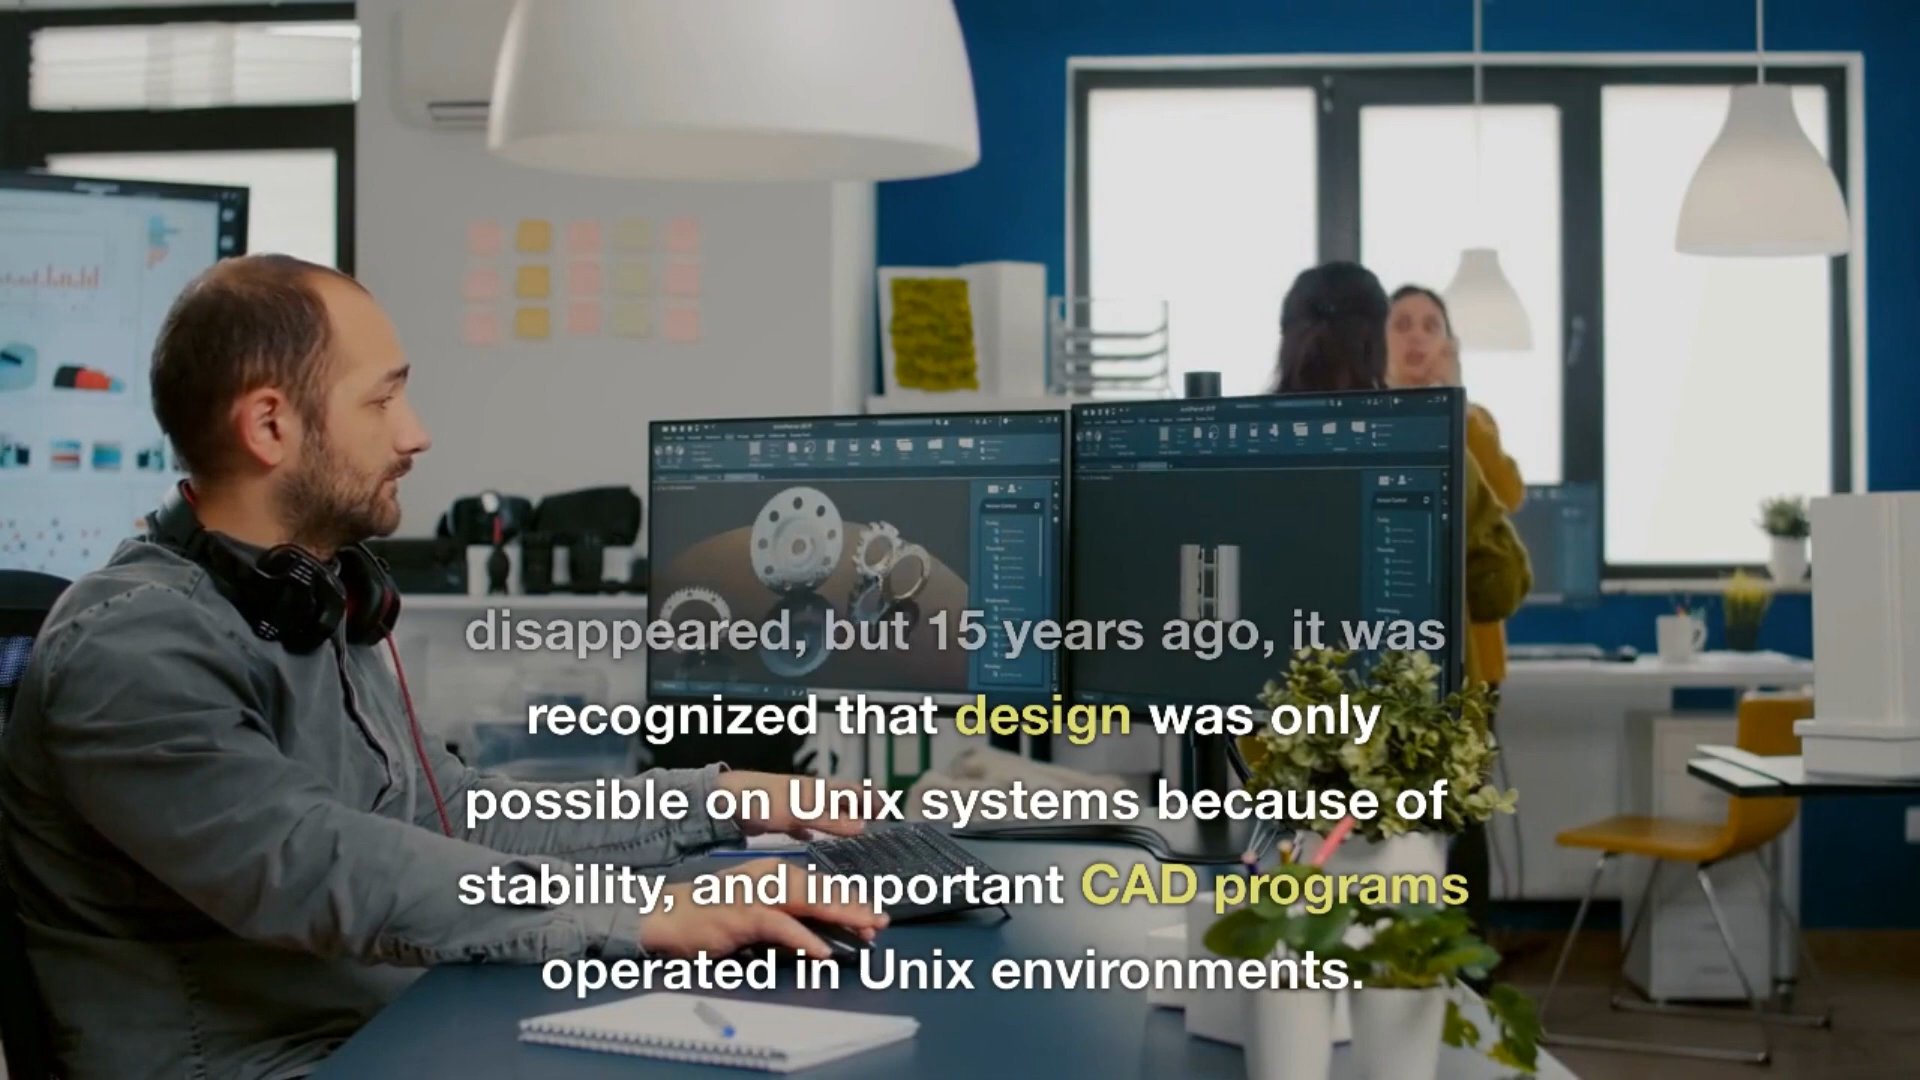 disappeared, but 15 years ago, it was
recognized that design was only
possible on Unix systems because of
stability, and important CAD programs
operated in Unix environments.